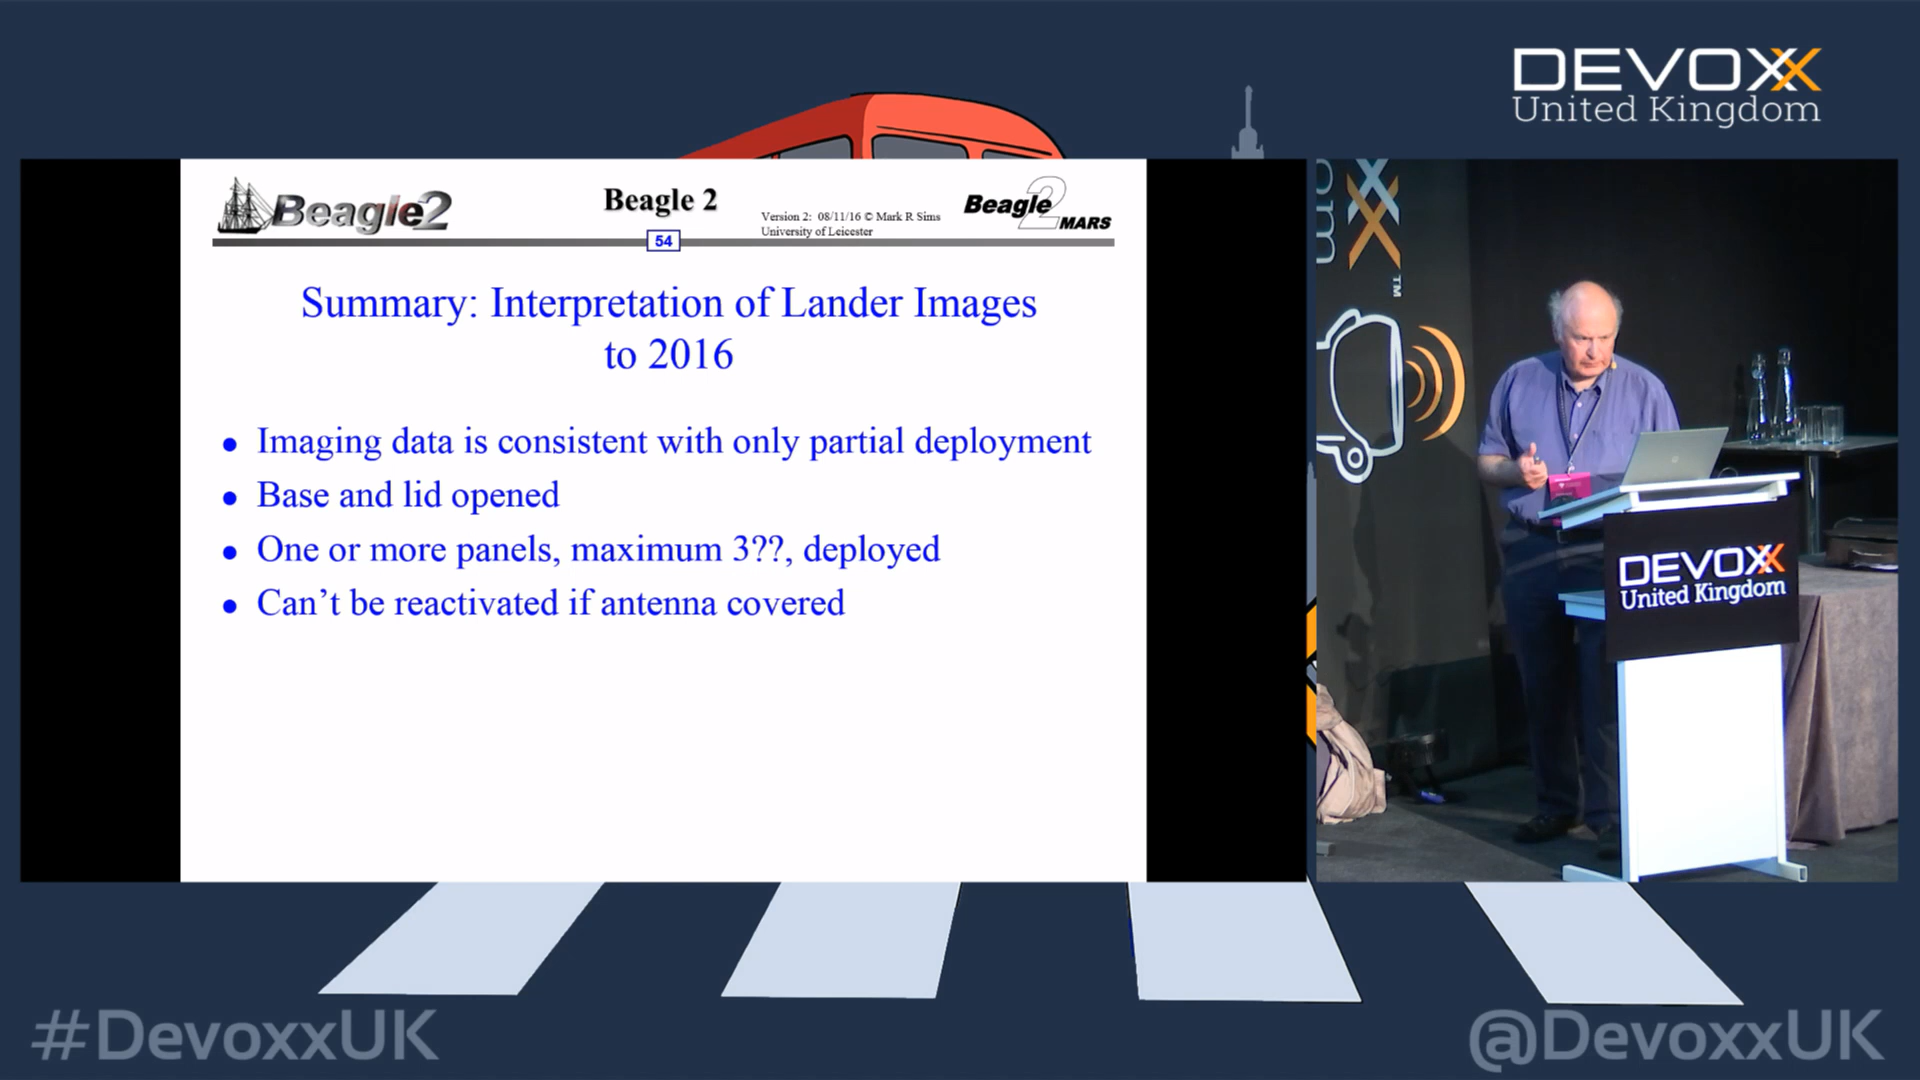 DEVOXX
United Kingdom
Beagle2
Beagle 2
Version 2: 08/11/16 © Mark R Sims
University of Leicester
Beagle 2
MARS
54
Summary: Interpretation of Lander Images
to 2016
● Imaging data is consistent with only partial deployment
● Base and lid opened
● One or more panels, maximum 3??, deployed
● Can't be reactivated if antenna covered
TM
DEVOXX
United Kingdom
#DevoxxUK
@DevoxxUK